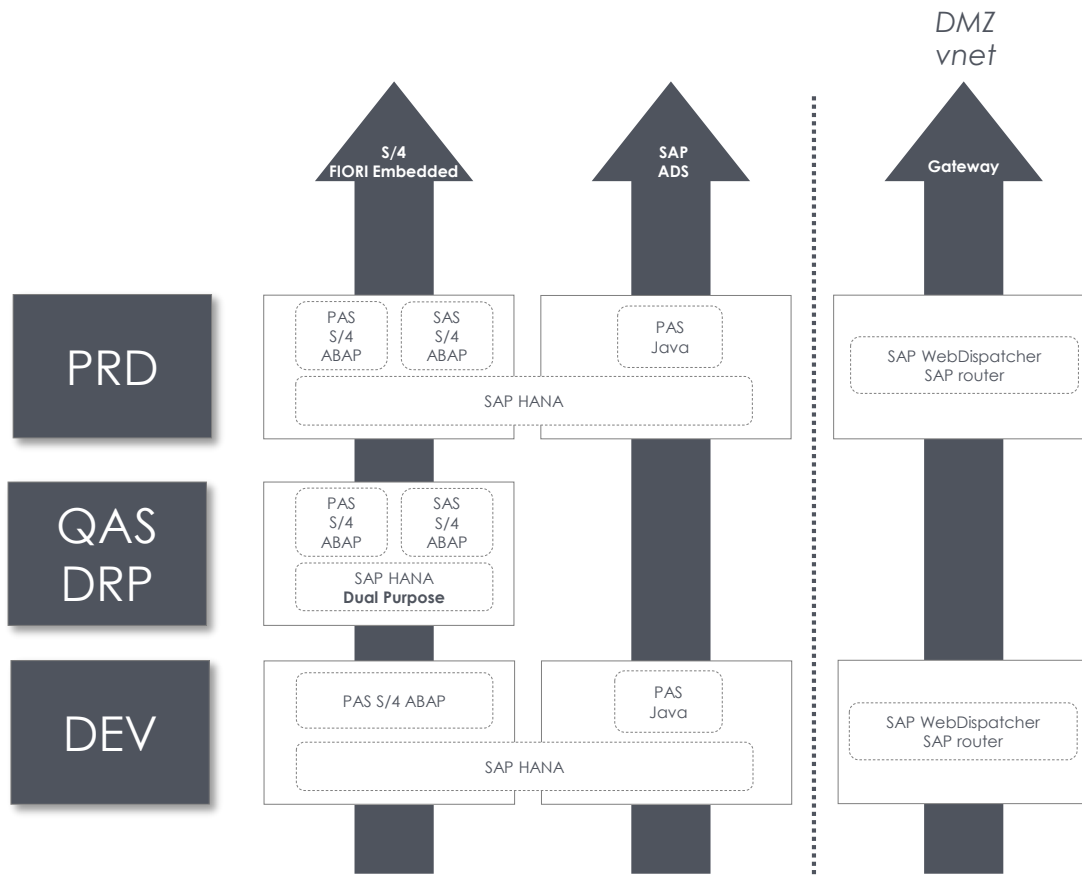 DMZ
vnet
S/4
FIORI Embedded
SAP
ADS
Gateway
PRD
PAS
S/4
ABAP
SAS
S/4
ABAP
PAS
Java
SAP HANA
SAP WebDispatcher
SAP router
QAS
DRP
PAS
S/4
ABAP
SAS
S/4
ABAP
SAP HANA
Dual Purpose
DEV
PAS S/4 ABAP
PAS
Java
SAP HANA
SAP WebDispatcher
SAP router